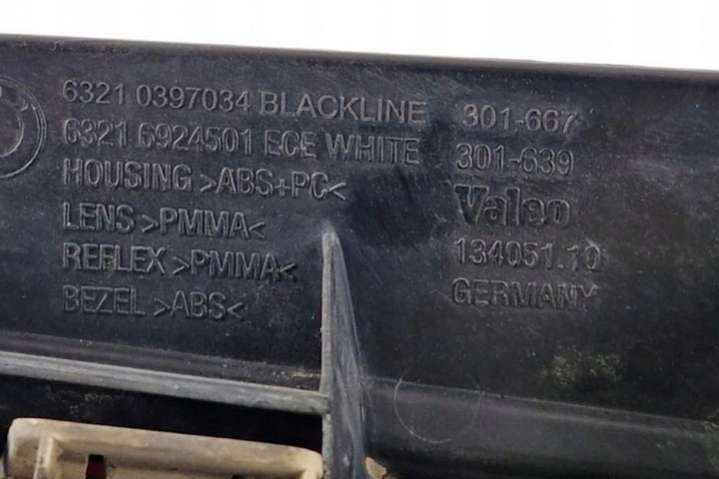 6321 0397034 BLACKLINE 301-667
6321 6924501 ECE WHITE 301-639
HOUSING >ABS+PC<
Valeo
LENS >PMMA<
134051.10
REFLEX >PMMA<
GERMANY
BEZEL >ABS<